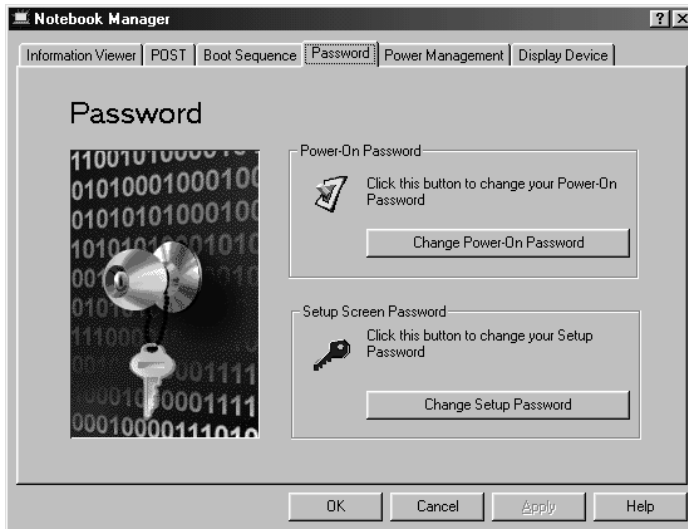 Notebook Manager
Information Viewer POST Boot Sequence Password Power Management Display Device
Password
Power-On Password
Click this button to change your Power-On
Password
Change Power-On Password
Setup Screen Password
Click this button to change your Setup
Password
Change Setup Password
OK Cancel Apply Help